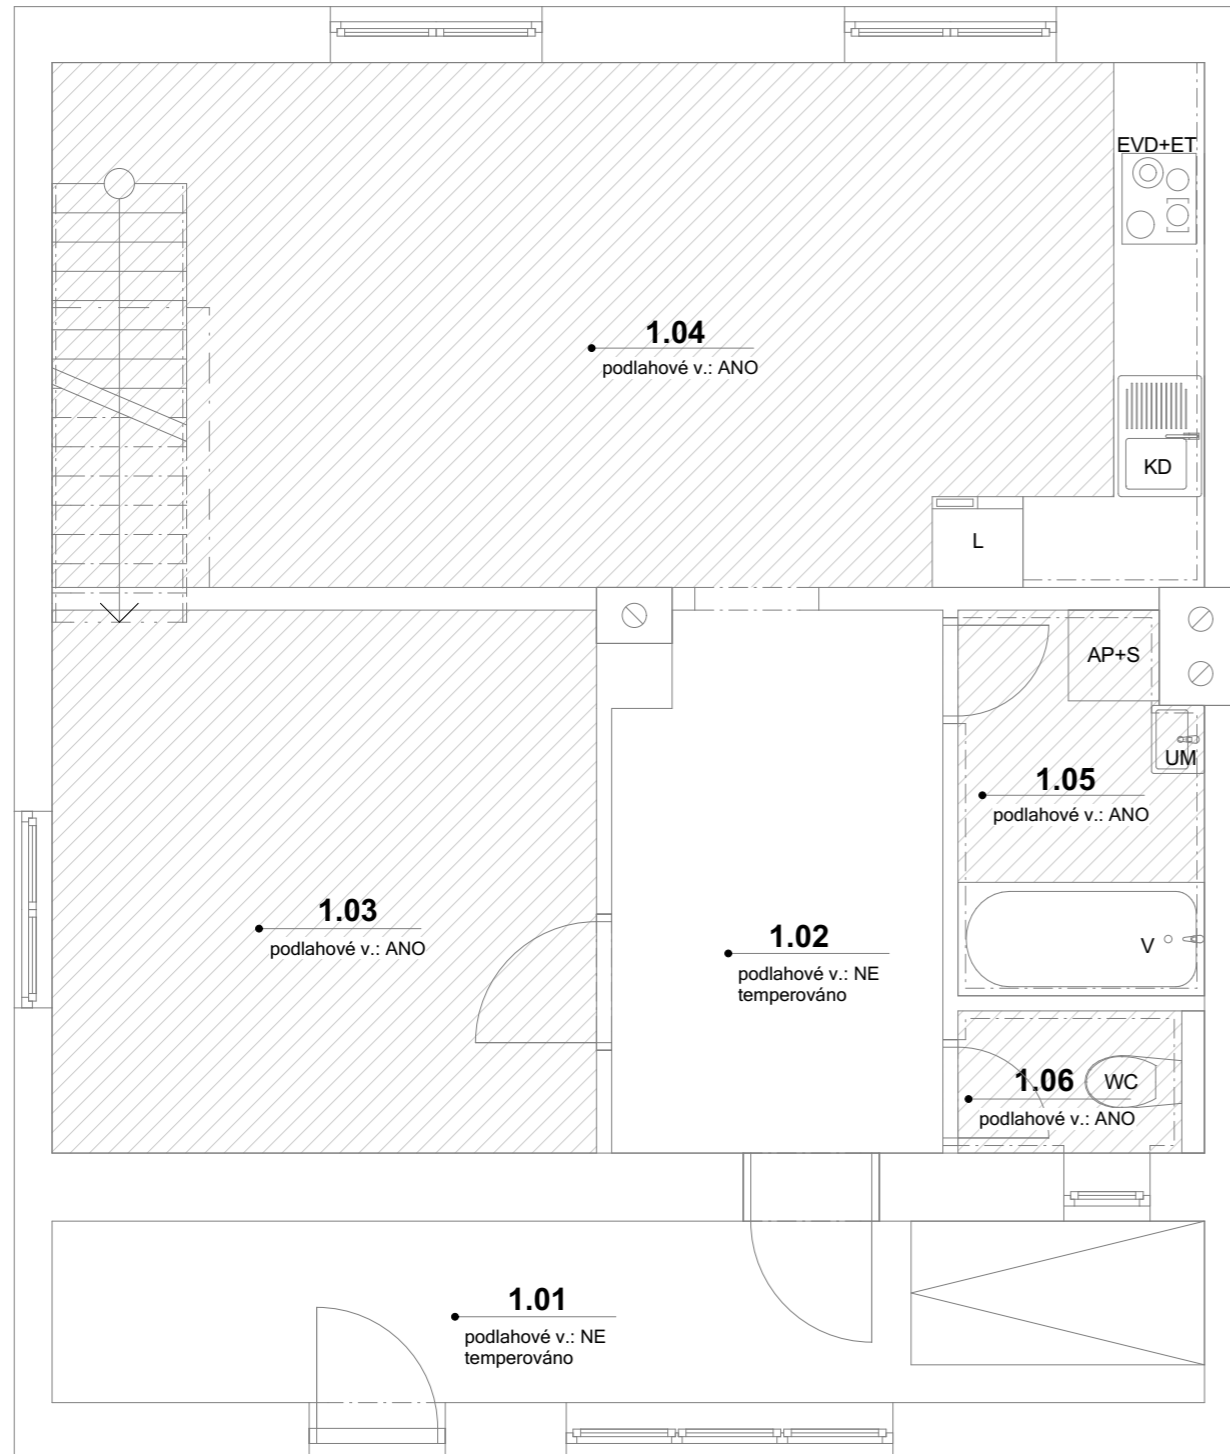 EVD+ET
1.04
podlahové v.: ANO
KD
L
AP+S
UM
1.05
podlahové v.: ANO
1.03
podlahové v.: ANO
1.02
podlahové v.: NE
temperováno
V
1.06
WC
podlahové v.: ANO
1.01
podlahové v.: NE
temperováno